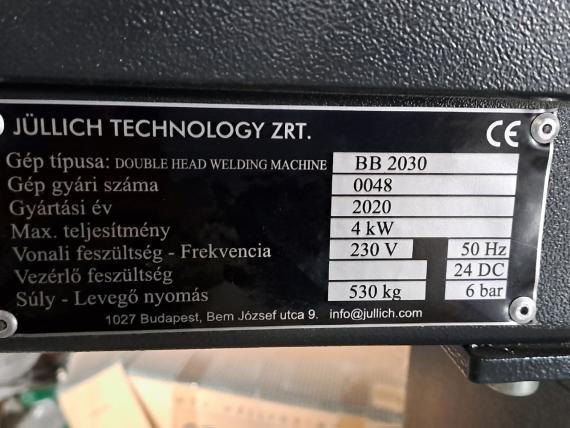 JÜLLICH TECHNOLOGY ZRT. CE
Gép típusa: DOUBLE HEAD WELDING MACHINE BB 2030
Gép gyári száma 0048
Gyártási év 2020
Max. teljesítmény 4 kW
Vonali feszültség - Frekvencia 230 V 50 Hz
Vezérlő feszültség 24 DC
Súly - Levegő nyomás 530 kg 6 bar
1027 Budapest, Bem József utca 9. info@jullich.com